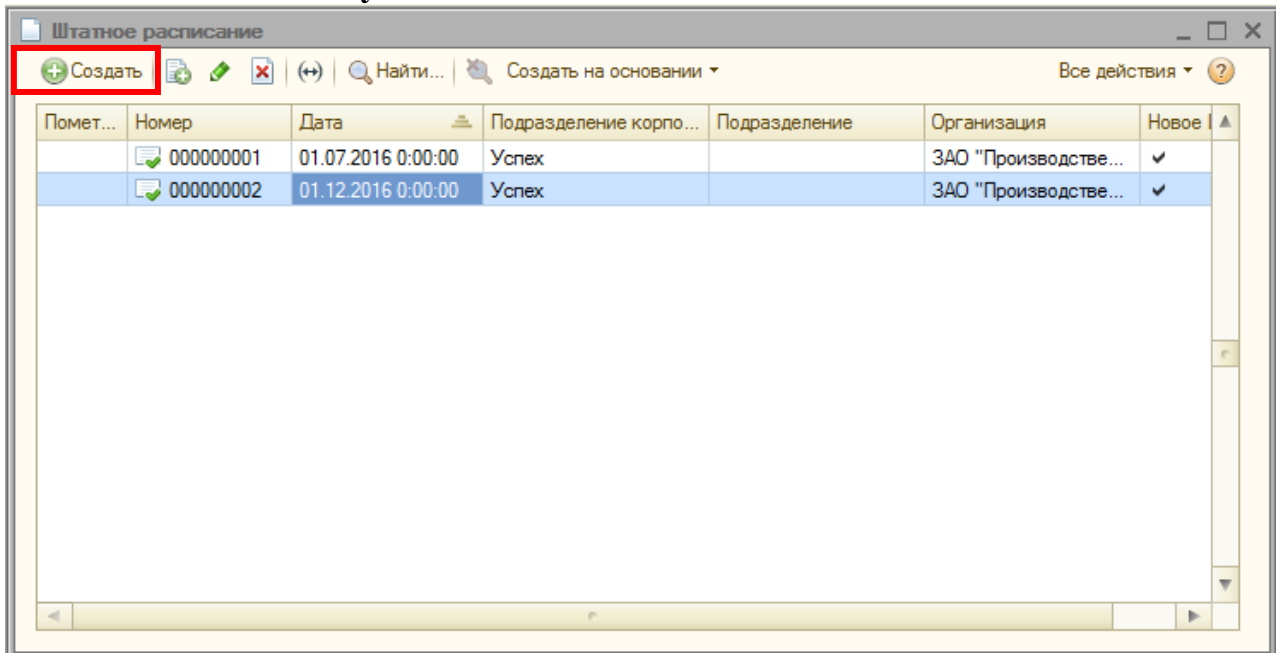 Штатное расписание
Создать Найти... Создать на основании Все действия
Помет... Номер Дата Подразделение корпо... Подразделение Организация Новое
000000001 01.07.2016 0:00:00 Успех ЗАО "Производстве...
000000002 01.12.2016 0:00:00 Успех ЗАО "Производстве...